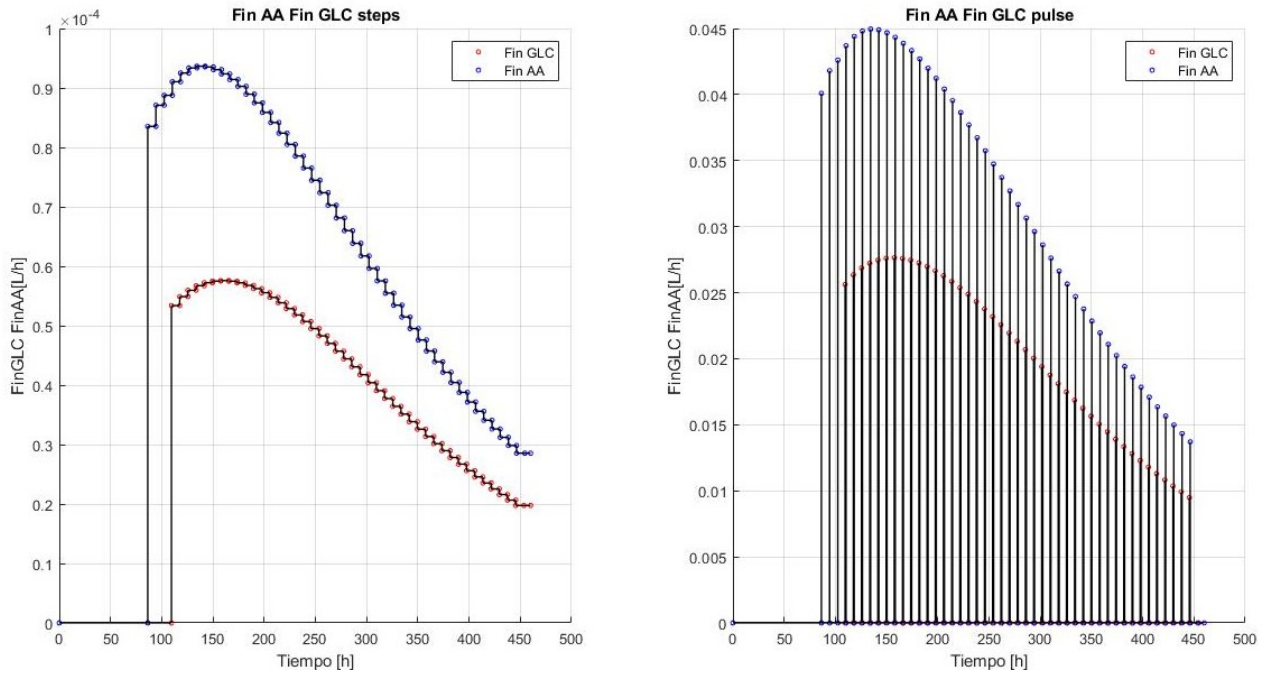 Fin AA Fin GLC steps
×10⁻⁴
Fin GLC
Fin AA
1
0.9
0.8
0.7
0.6
0.5
0.4
0.3
0.2
0.1
0
FinGLC FinAA[L/h]
0 50 100 150 200 250 300 350 400 450 500
Tiempo [h]
Fin AA Fin GLC pulse
Fin GLC
Fin AA
0.045
0.04
0.035
0.03
0.025
0.02
0.015
0.01
0.005
0
FinGLC FinAA[L/h]
0 50 100 150 200 250 300 350 400 450 500
Tiempo [h]